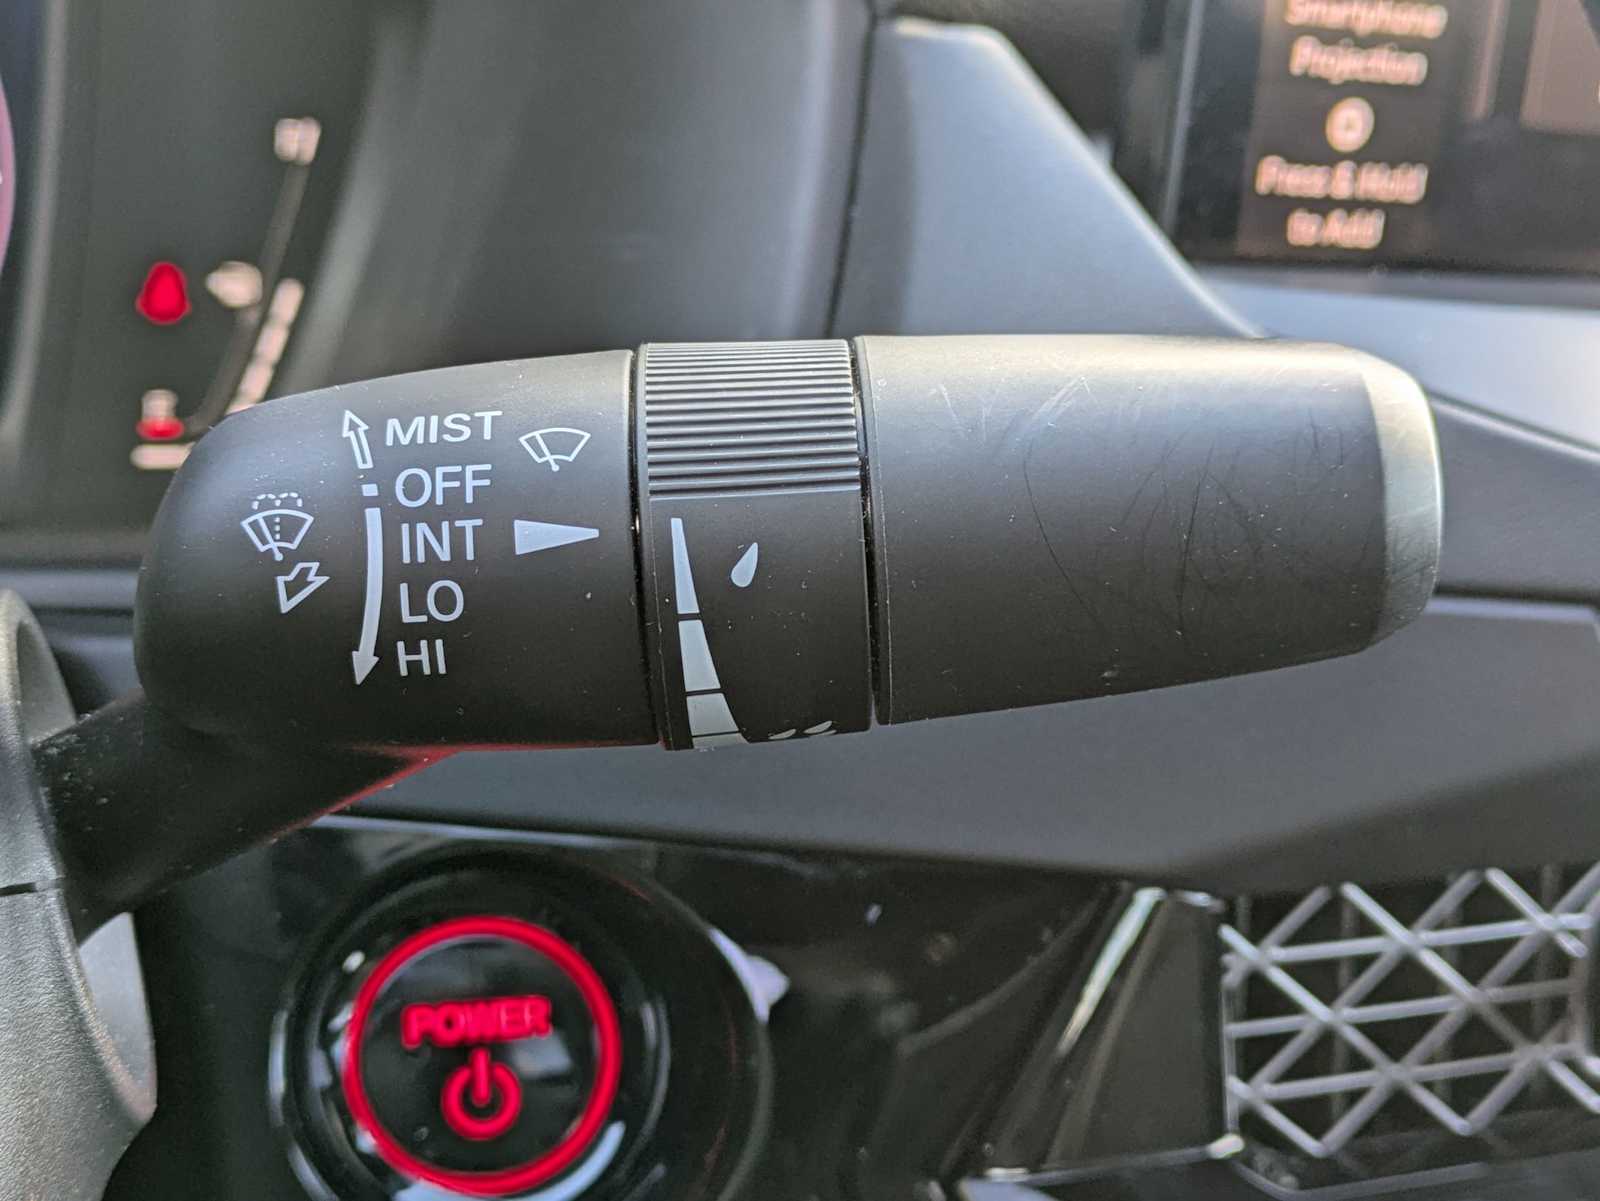 Smartphone
Projection
Press & Hold
to Add
MIST
OFF
INT
LO
HI
POWER